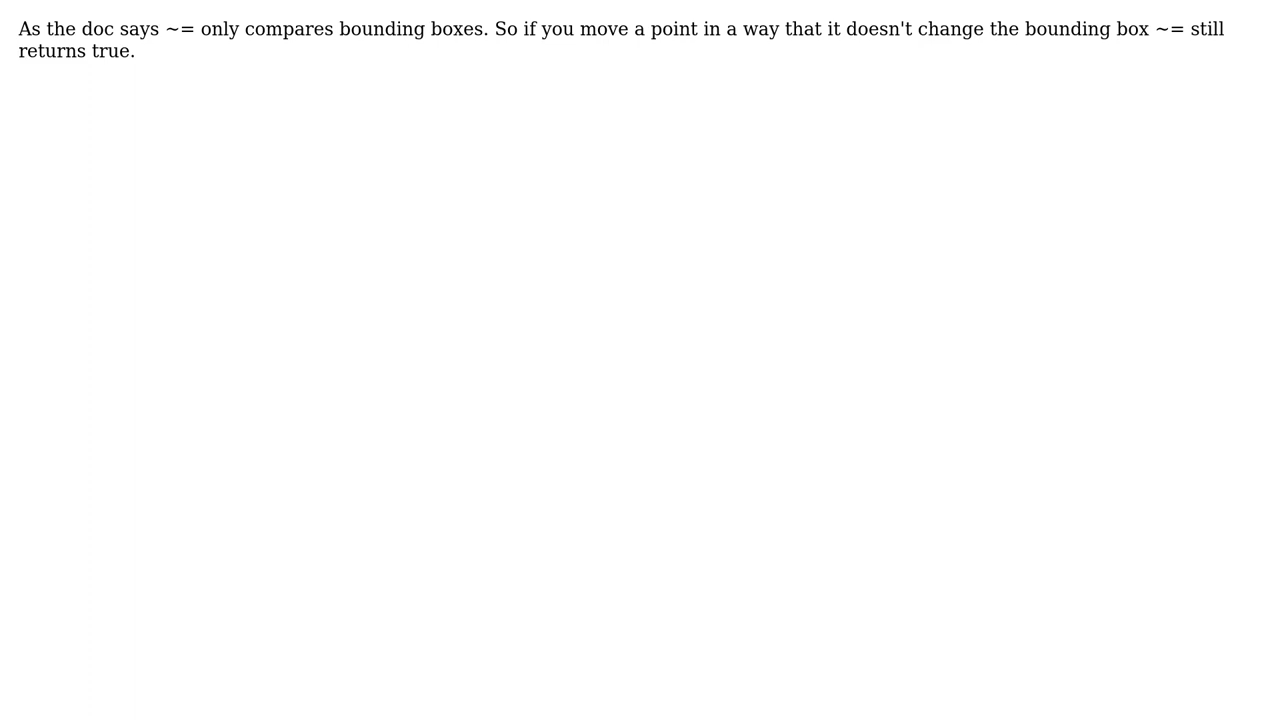 As the doc says ~= only compares bounding boxes. So if you move a point in a way that it doesn't change the bounding box ~= still
returns true.